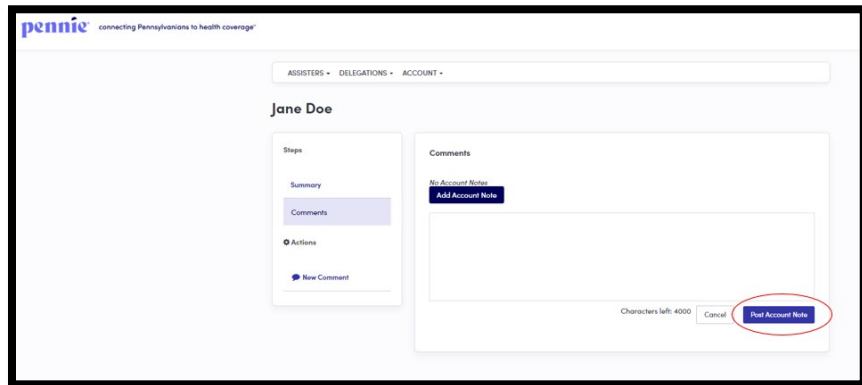 pennie connecting Pennsylvanians to health coverage™
ASSISTERS DELEGATIONS ACCOUNT
Jane Doe
Steps
Summary
Comments
Actions
New Comment
Comments
No Account Notes
Add Account Note
Characters left: 4000 Cancel Post Account Note